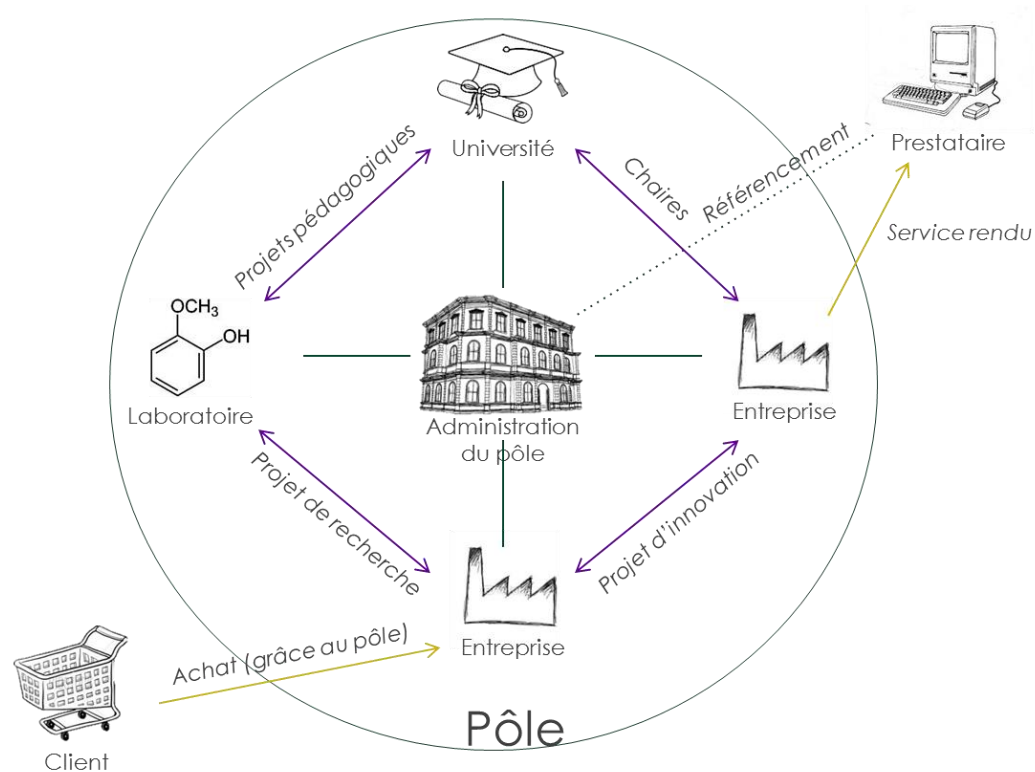 Université
Prestataire
Projets pédagogiques
Chaires
Référencement
Service rendu
OCH₃
OH
Laboratoire
Administration
du pôle
Entreprise
Projet de recherche
Projet d'innovation
Entreprise
Achat (grâce au pôle)
Pôle
Client